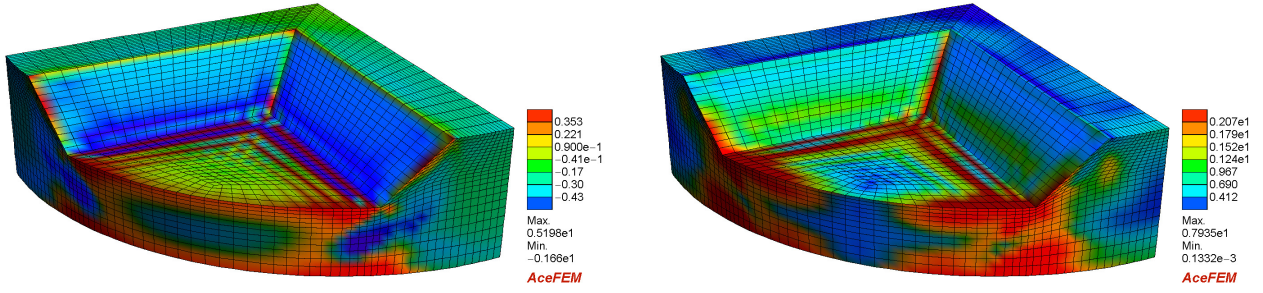 0.353
0.221
0.900e−1
−0.41e−1
−0.17
−0.30
−0.43
Max.
0.5198e1
Min.
−0.166e1
AceFEM
0.207e1
0.179e1
0.152e1
0.124e1
0.967
0.690
0.412
Max.
0.7935e1
Min.
0.1332e−3
AceFEM